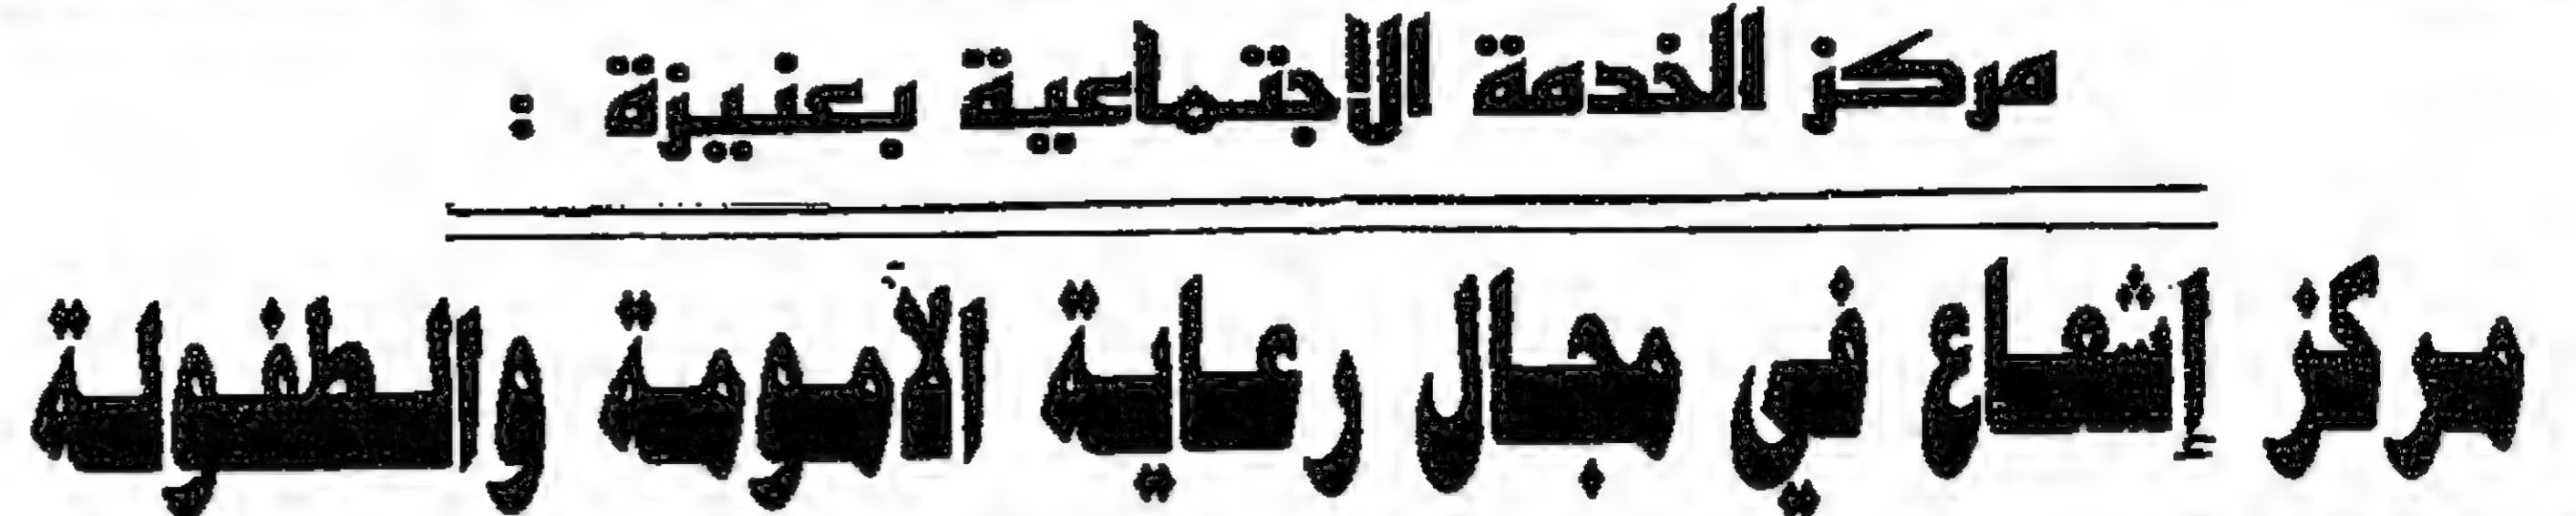 مركز الخدمة الاجتماعية بعنيزة :
مركز إشعاع في مجال رعاية الأمومة والطفولة